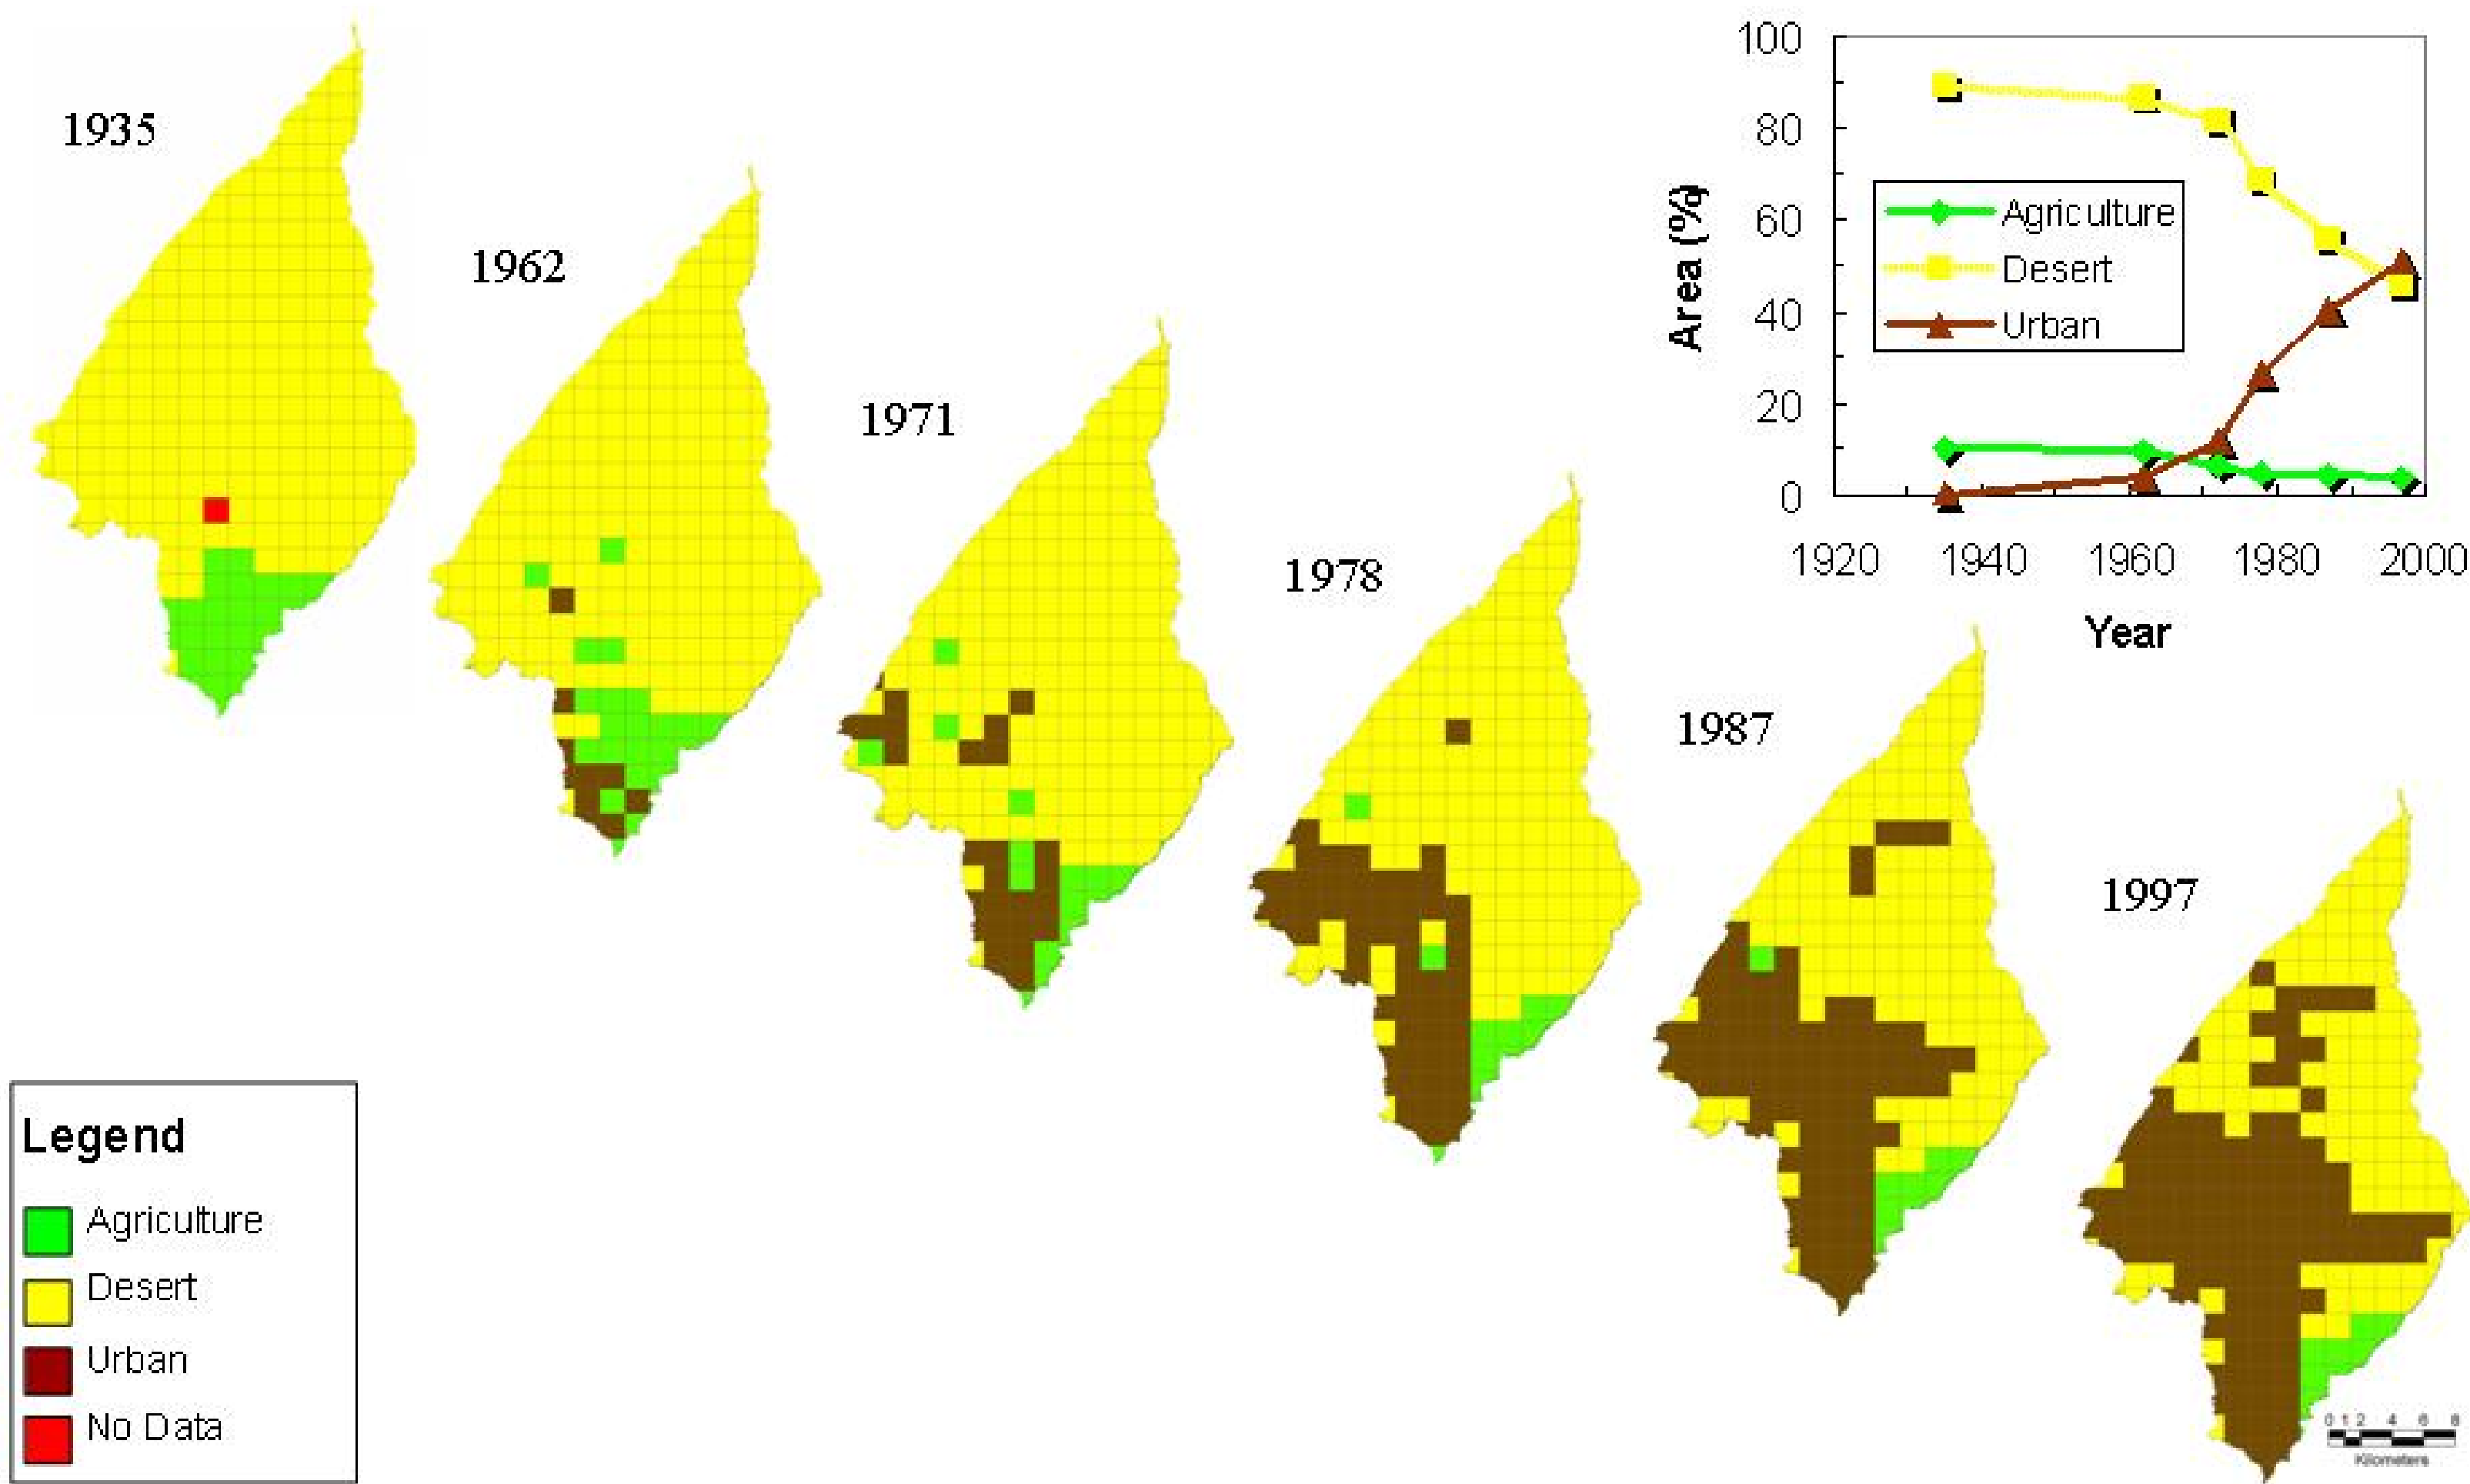 1935
1962
1971
1978
1987
1997
100
80
60
40
20
0
Area (%)
Agriculture
Desert
Urban
1920 1940 1960 1980 2000
Year
Legend
Agriculture
Desert
Urban
No Data
0 1 2 4 6 8
Kilometers